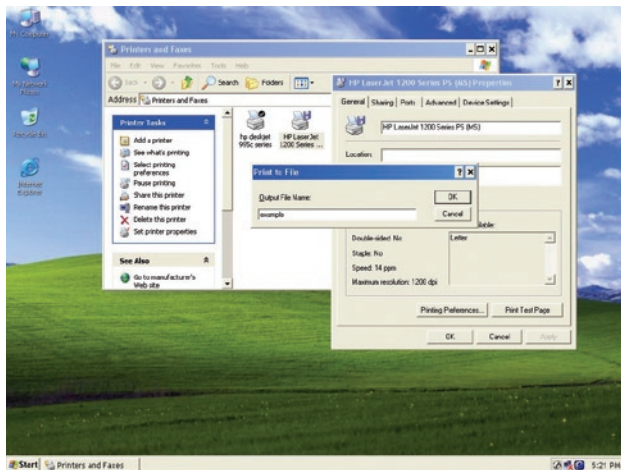 My Computer
My Network
Places
Recycle Bin
Internet
Explorer
Printers and Faxes
File Edit View Favorites Tools Help
Back Search Folders
Address Printers and Faxes
Printer Tasks
Add a printer
See what's printing
Select printing
preferences
Pause printing
Share this printer
Rename this printer
Delete this printer
Set printer properties
See Also
Go to manufacturer's
Web site
hp deskjet
995c series
HP LaserJet
1200 Series ...
HP LaserJet 1200 Series PS (MS) Properties
General Sharing Ports Advanced Device Settings
HP LaserJet 1200 Series PS (MS)
Location:
Print to File
Output File Name:
example
OK
Cancel
Double-sided: No
Staple: No
Speed: 14 ppm
Maximum resolution: 1200 dpi
Letter
Printing Preferences... Print Test Page
OK Cancel Apply
Start Printers and Faxes 5:21 PM